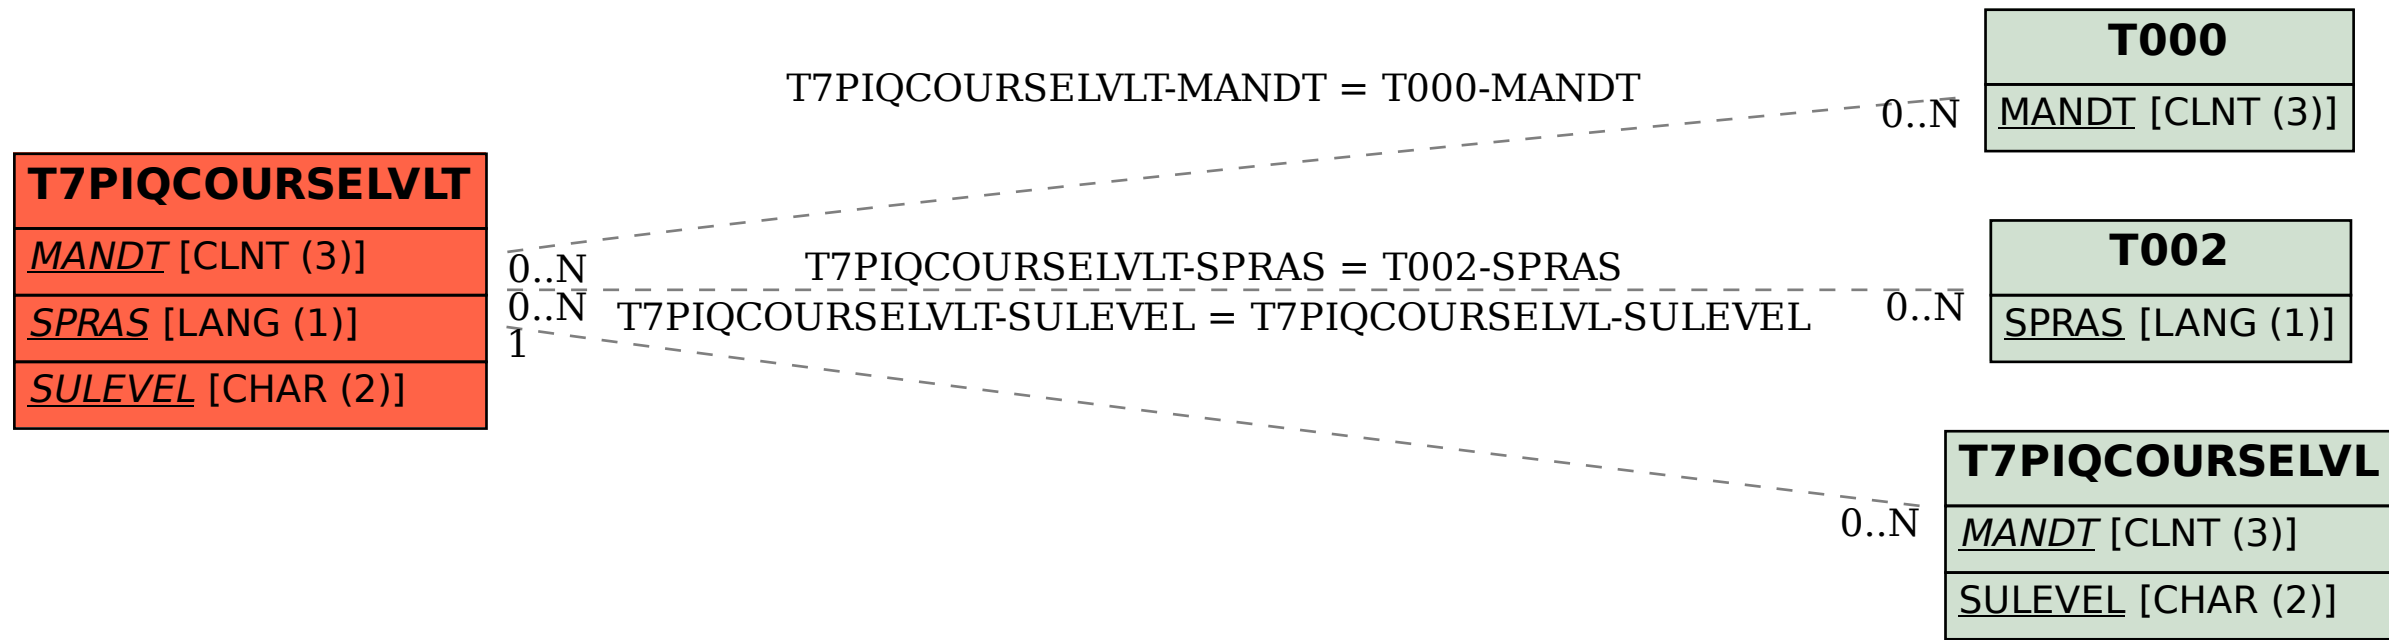 T7PIQCOURSELVLT
MANDT [CLNT (3)]
SPRAS [LANG (1)]
SULEVEL [CHAR (2)]
T7PIQCOURSELVLT-MANDT = T000-MANDT
0..N
0..N
T7PIQCOURSELVLT-SPRAS = T002-SPRAS
0..N
0..N
T7PIQCOURSELVLT-SULEVEL = T7PIQCOURSELVL-SULEVEL
1
0..N
T000
MANDT [CLNT (3)]
T002
SPRAS [LANG (1)]
T7PIQCOURSELVL
MANDT [CLNT (3)]
SULEVEL [CHAR (2)]